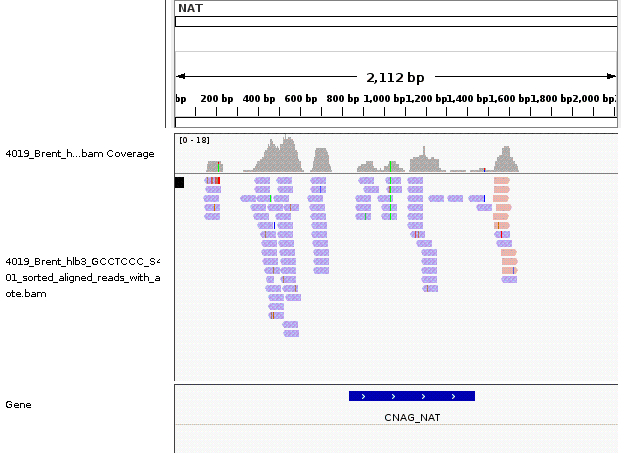 NAT
2,112 bp
bp 200 bp 400 bp 600 bp 800 bp 1,000 bp 1,200 bp 1,400 bp 1,600 bp 1,800 bp 2,000 bp
[0 - 18]
4019_Brent_h...bam Coverage
4019_Brent_hlb3_GCCTCCC_S4
01_sorted_aligned_reads_with_a
ote.bam
Gene
CNAG_NAT